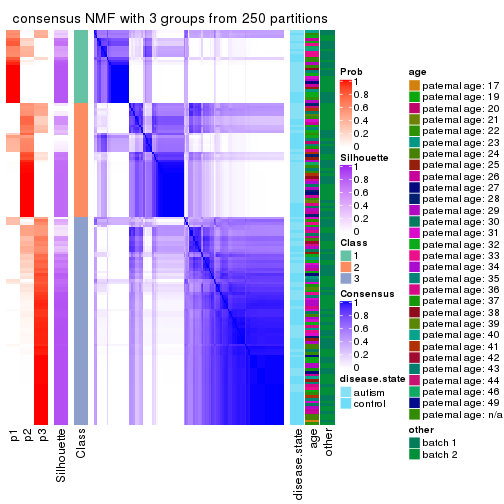 consensus NMF with 3 groups from 250 partitions
p1
p2
p3
Silhouette
Class
disease.state
age
other
Prob
1
0.8
0.6
0.4
0.2
0
Silhouette
1
0.8
0.6
0.4
0.2
0
Class
1
2
3
Consensus
1
0.8
0.6
0.4
0.2
0
disease.state
autism
control
age
paternal age: 17
paternal age: 19
paternal age: 20
paternal age: 21
paternal age: 22
paternal age: 23
paternal age: 24
paternal age: 25
paternal age: 26
paternal age: 27
paternal age: 28
paternal age: 29
paternal age: 30
paternal age: 31
paternal age: 32
paternal age: 33
paternal age: 34
paternal age: 35
paternal age: 36
paternal age: 37
paternal age: 38
paternal age: 39
paternal age: 40
paternal age: 41
paternal age: 42
paternal age: 43
paternal age: 44
paternal age: 46
paternal age: 49
paternal age: n/a
other
batch 1
batch 2